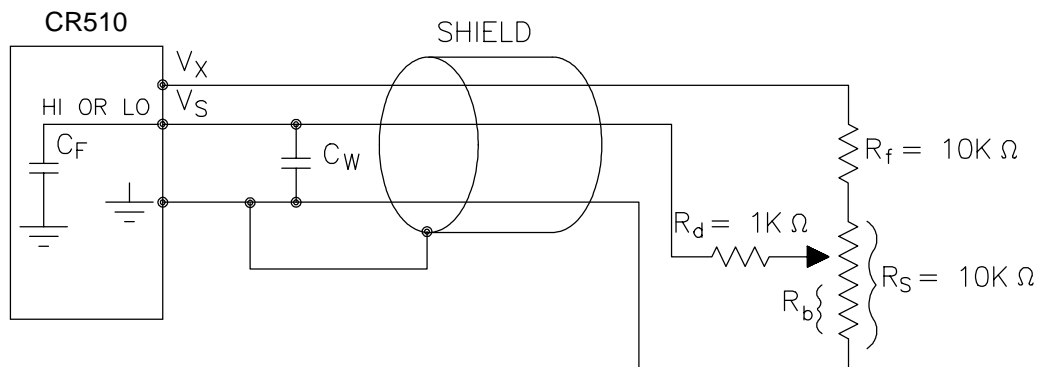 CR510
SHIELD
V_X
HI OR LO V_S
C_F
C_W
R_f = 10K Ω
R_d = 1K Ω
R_S = 10K Ω
R_b